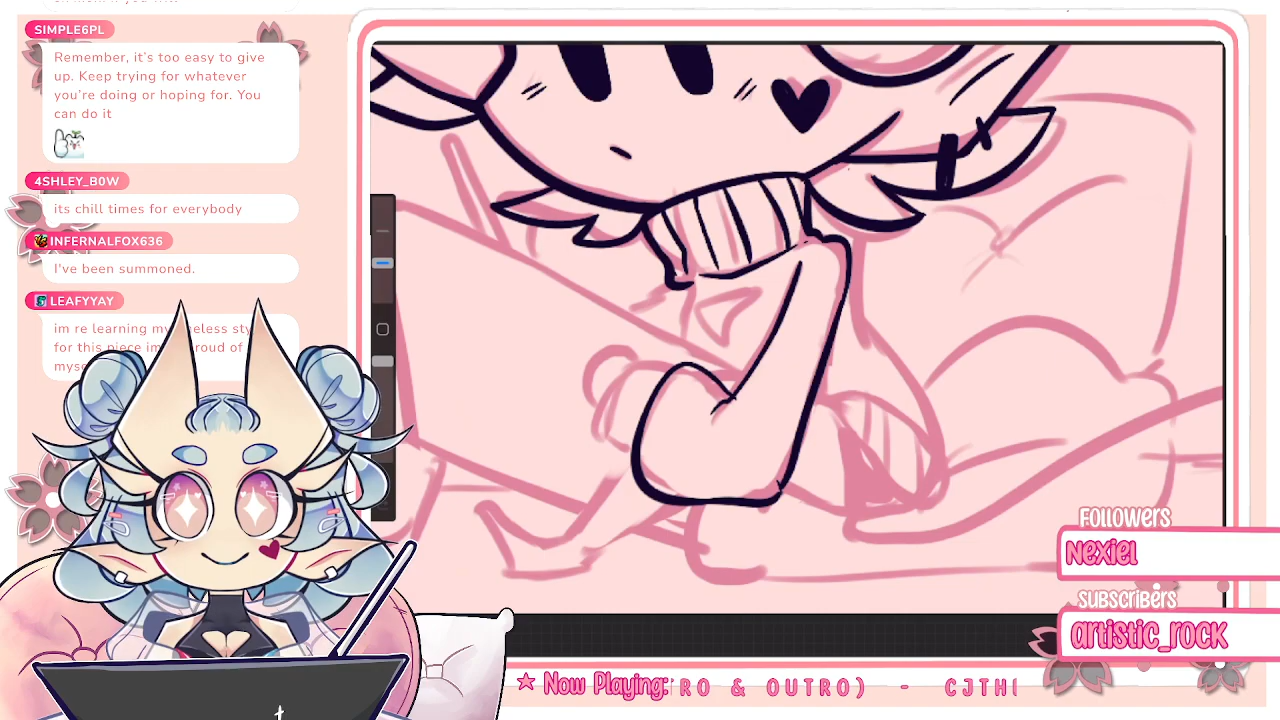 SIMPLE6PL
Remember, it's too easy to give
up. Keep trying for whatever
you're doing or hoping for. You
can do it
4SHLEY_B0W
its chill times for everybody
INFERNALFOX636
I've been summoned.
LEAFYYAY
im re learning my
for this piece im
FOLLOWERS
Nexiel
SUBSCRIBERS
artistic_rock
Now Playing: RO & OUTRO) - CJTH